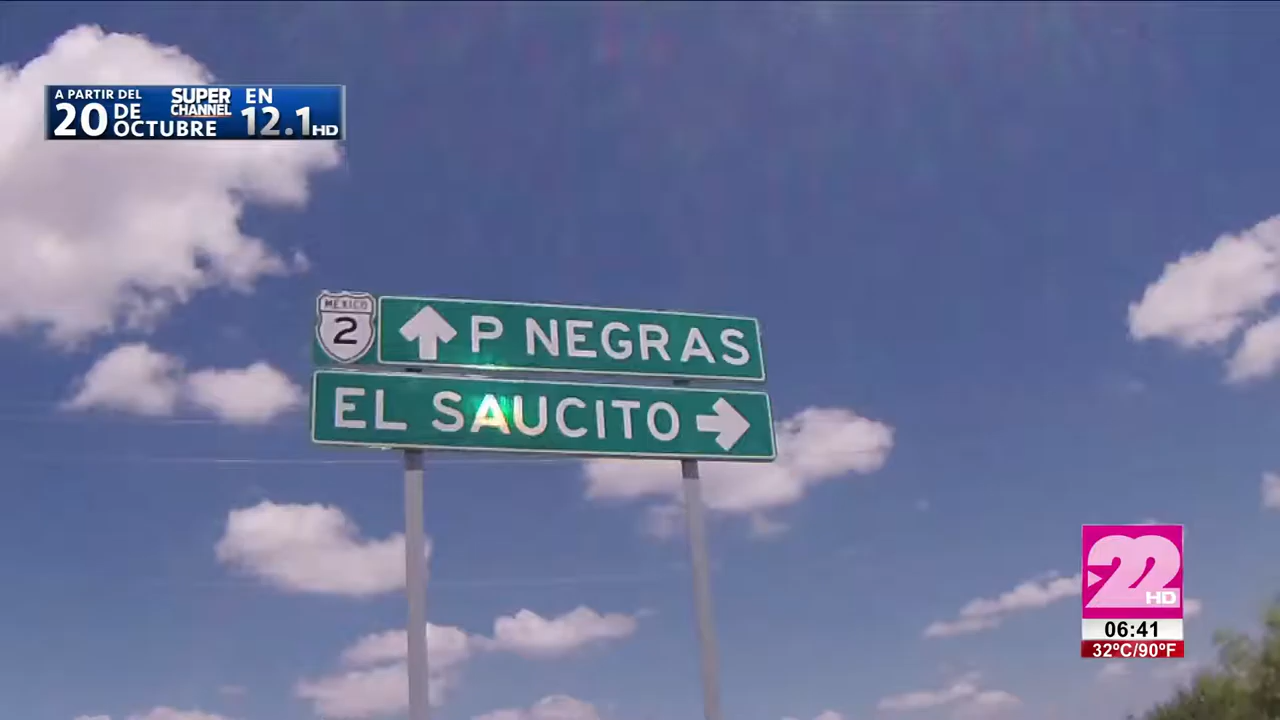 A PARTIR DEL
20 DE OCTUBRE
SUPER CHANNEL
EN 12.1 HD
MEXICO
2
P NEGRAS
EL SAUCITO
22
HD
06:41
32°C/90°F